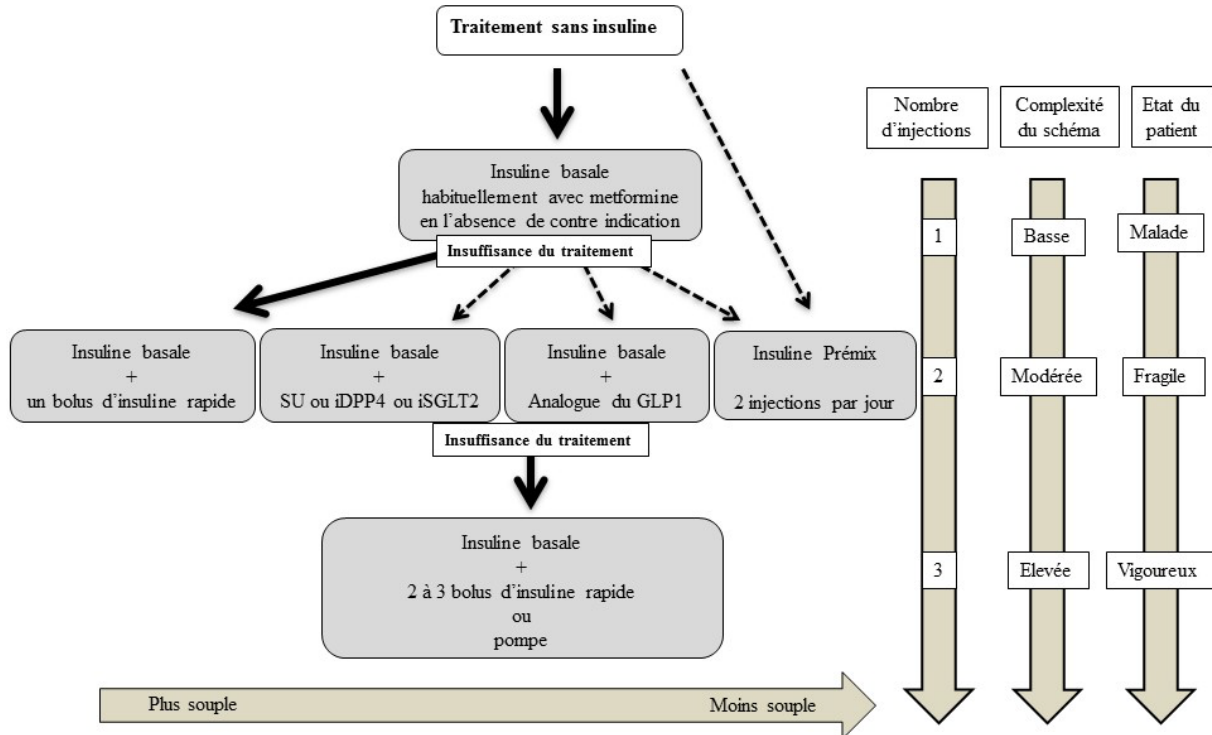 Traitement sans insuline
Nombre
d'injections
Complexité
du schéma
Etat du
patient
Insuline basale
habituellement avec metformine
en l'absence de contre indication
Insuffisance du traitement
1
Basse
Malade
Insuline basale
+
un bolus d'insuline rapide
Insuline basale
+
SU ou iDPP4 ou iSGLT2
Insuline basale
+
Analogue du GLP1
Insuline Prémix
2 injections par jour
2
Modérée
Fragile
Insuffisance du traitement
Insuline basale
+
2 à 3 bolus d'insuline rapide
ou
pompe
3
Elevée
Vigoureux
Plus souple
Moins souple